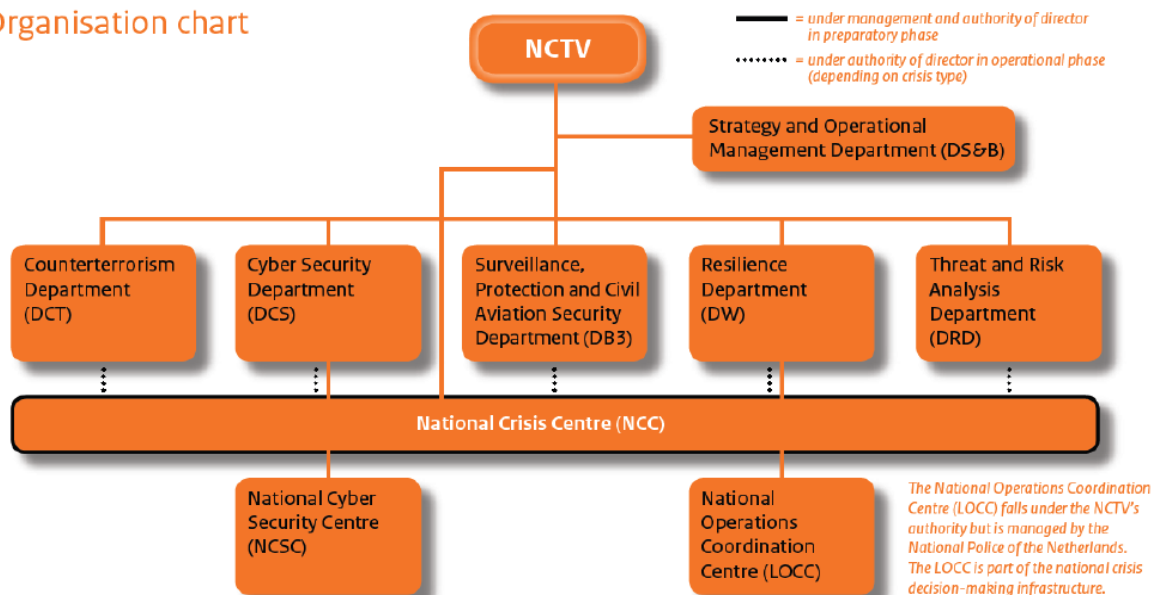 Organisation chart
NCTV
= under management and authority of director
in preparatory phase
= under authority of director in operational phase
(depending on crisis type)
Strategy and Operational
Management Department (DS&B)
Counterterrorism
Department
(DCT)
Cyber Security
Department
(DCS)
Surveillance,
Protection and Civil
Aviation Security
Department (DB3)
Resilience
Department
(DW)
Threat and Risk
Analysis
Department
(DRD)
National Crisis Centre (NCC)
National Cyber
Security Centre
(NCSC)
National
Operations
Coordination
Centre (LOCC)
The National Operations Coordination
Centre (LOCC) falls under the NCTV's
authority but is managed by the
National Police of the Netherlands.
The LOCC is part of the national crisis
decision-making infrastructure.